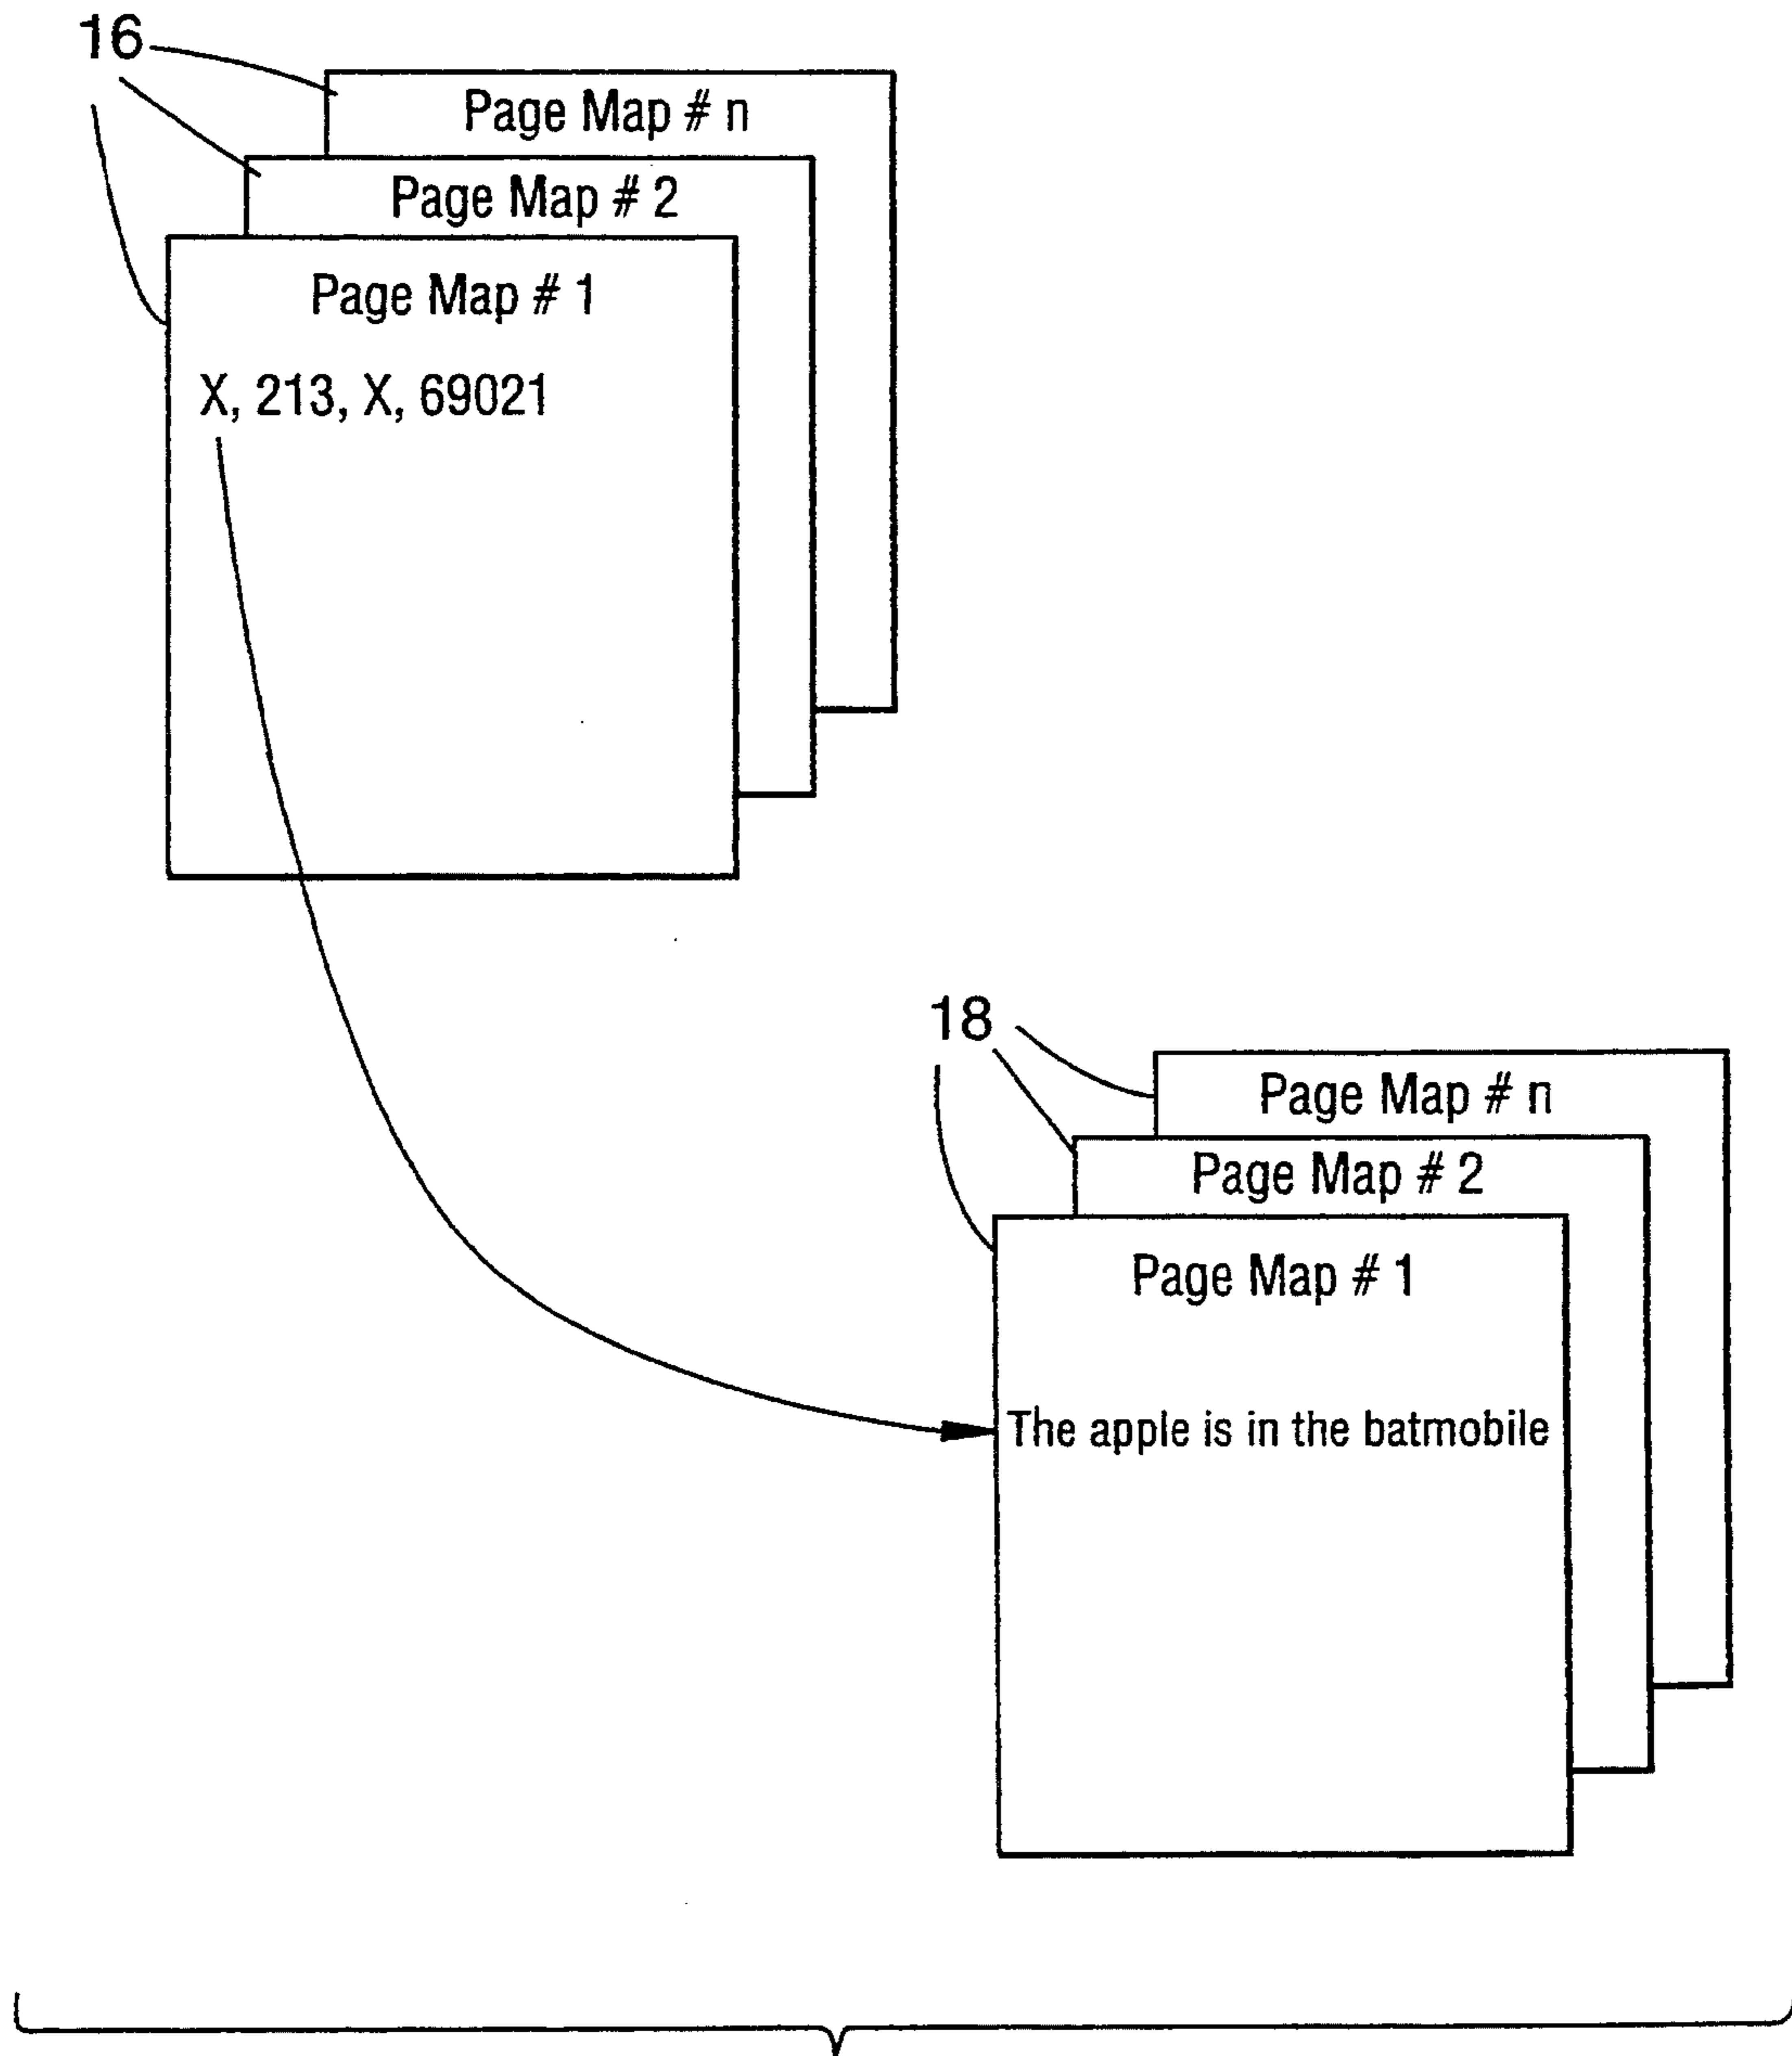 16
Page Map # n
Page Map # 2
Page Map # 1
X, 213, X, 69021
18
Page Map # n
Page Map # 2
Page Map # 1
The apple is in the batmobile